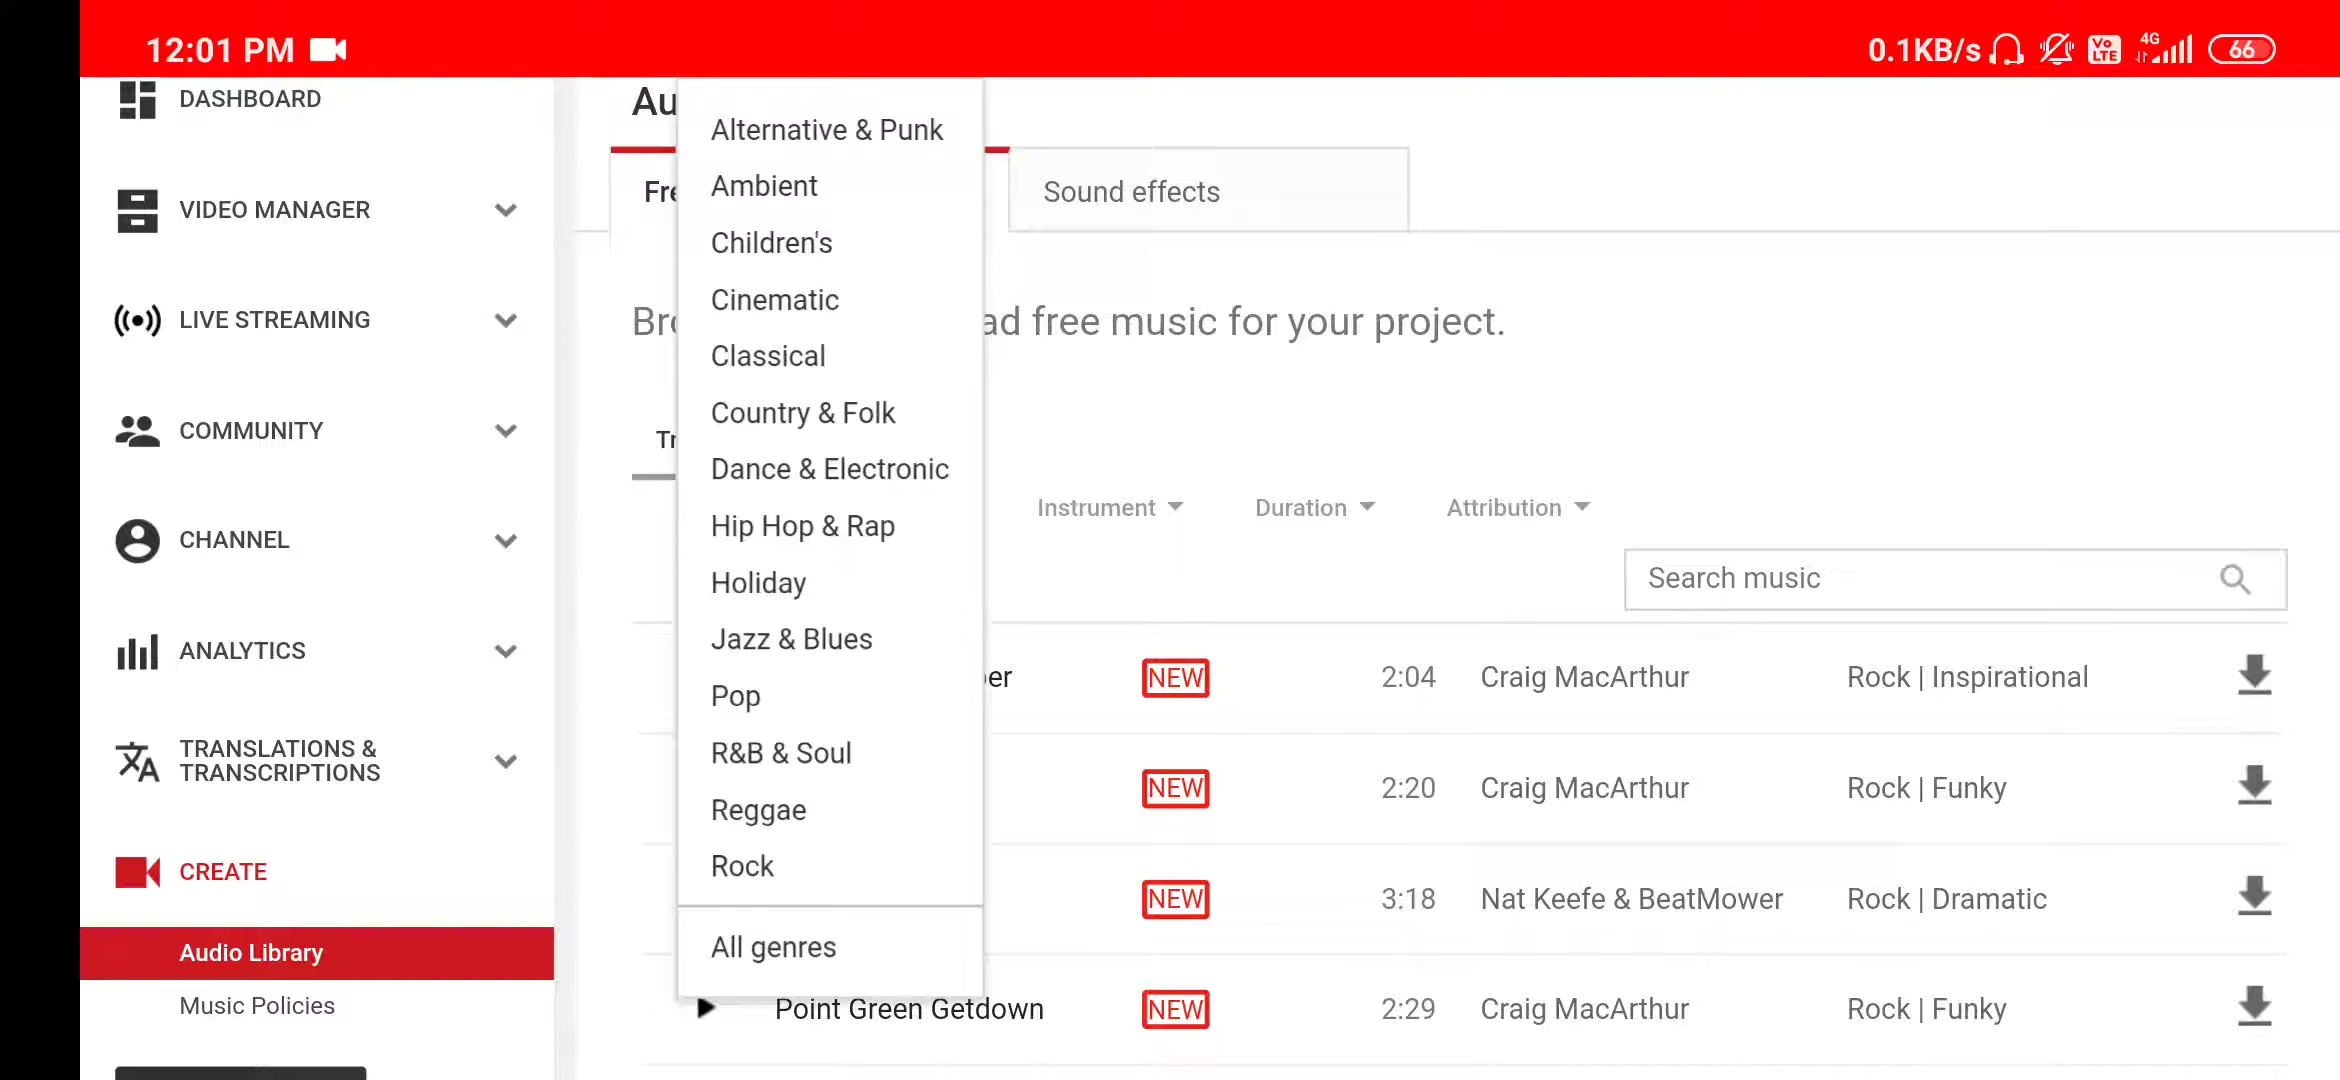 12:01 PM
0.1KB/s
Vo LTE
4G
66
DASHBOARD
VIDEO MANAGER
LIVE STREAMING
COMMUNITY
CHANNEL
ANALYTICS
TRANSLATIONS &
TRANSCRIPTIONS
CREATE
Audio Library
Music Policies
Alternative & Punk
Ambient
Children's
Cinematic
Classical
Country & Folk
Dance & Electronic
Hip Hop & Rap
Holiday
Jazz & Blues
Pop
R&B & Soul
Reggae
Rock
All genres
Sound effects
free music for your project.
Instrument
Duration
Attribution
Search music
NEW 2:04 Craig MacArthur Rock | Inspirational
NEW 2:20 Craig MacArthur Rock | Funky
NEW 3:18 Nat Keefe & BeatMower Rock | Dramatic
Point Green Getdown NEW 2:29 Craig MacArthur Rock | Funky